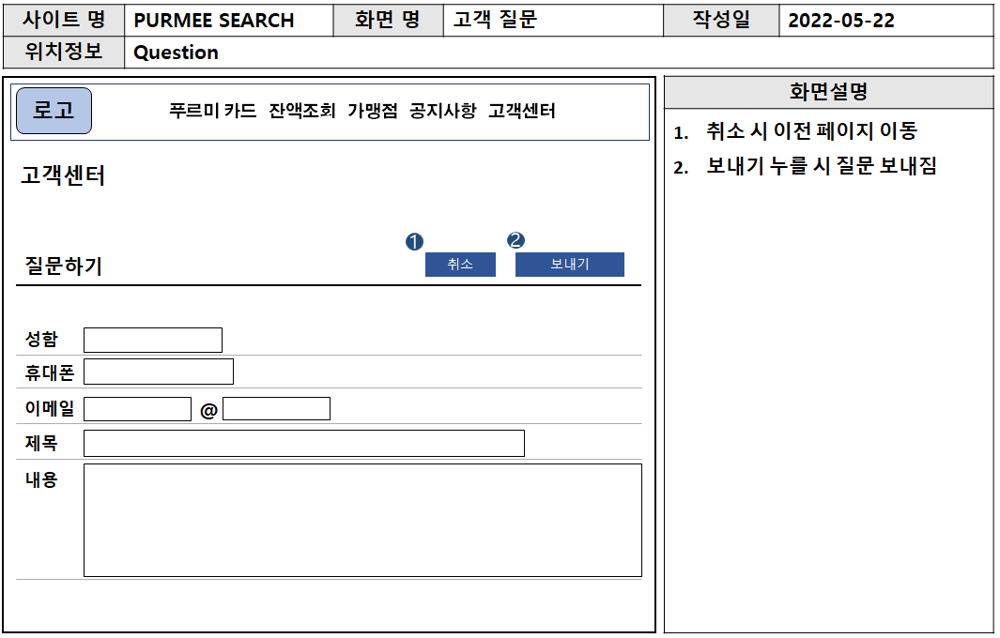 사이트 명 PURMEE SEARCH 화면 명 고객 질문 작성일 2022-05-22
위치정보 Question
로고 푸르미 카드 잔액조회 가맹점 공지사항 고객센터
고객센터
1 2
질문하기 취소 보내기
성함
휴대폰
이메일 @
제목
내용
화면설명
1. 취소 시 이전 페이지 이동
2. 보내기 누를 시 질문 보내짐